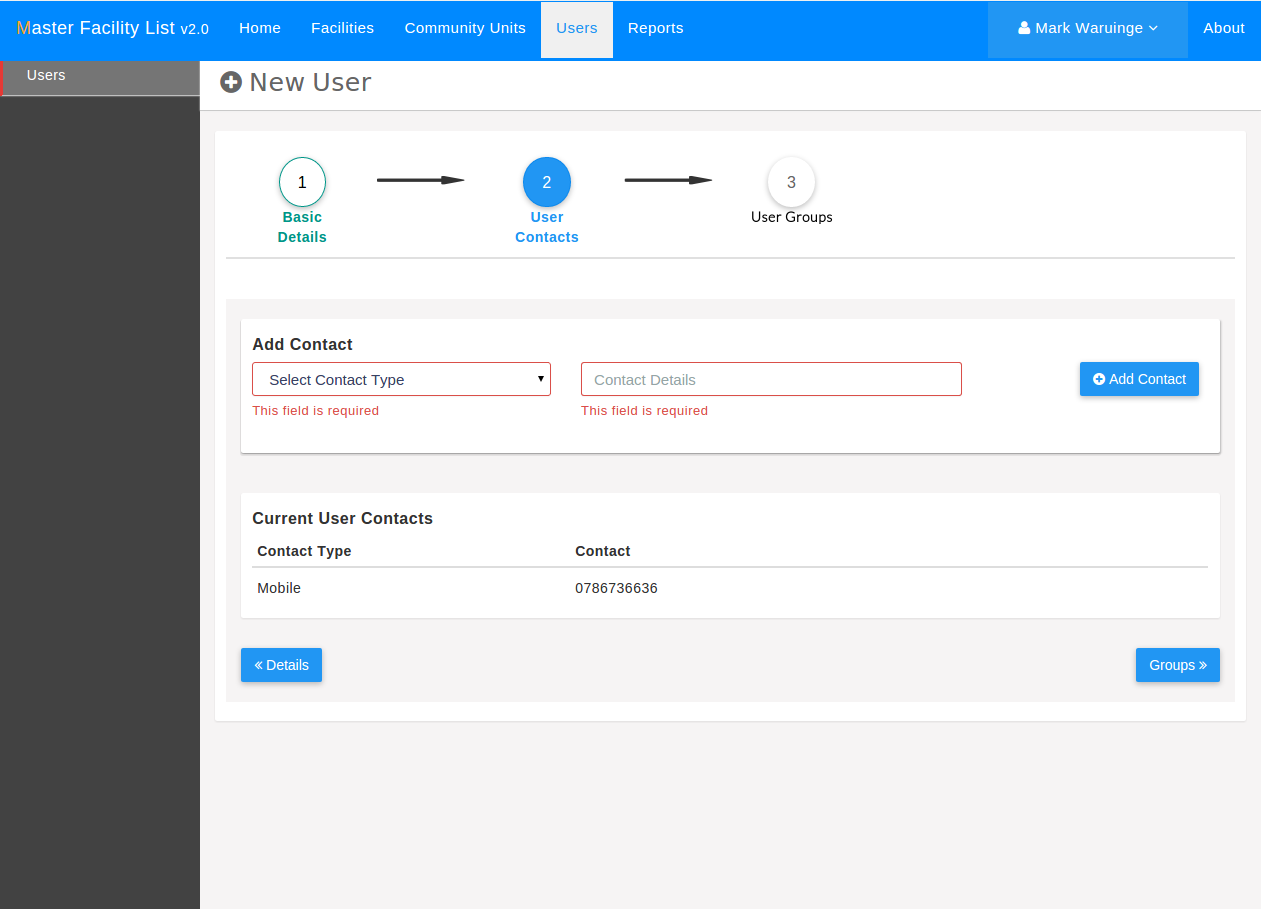 Master Facility List v2.0 Home Facilities Community Units Users Reports Mark Waruinge About
Users
New User
1 2 3
Basic Details
User Contacts
User Groups
Add Contact
Select Contact Type Contact Details Add Contact
This field is required This field is required
Current User Contacts
Contact Type Contact
Mobile 0786736636
« Details Groups »